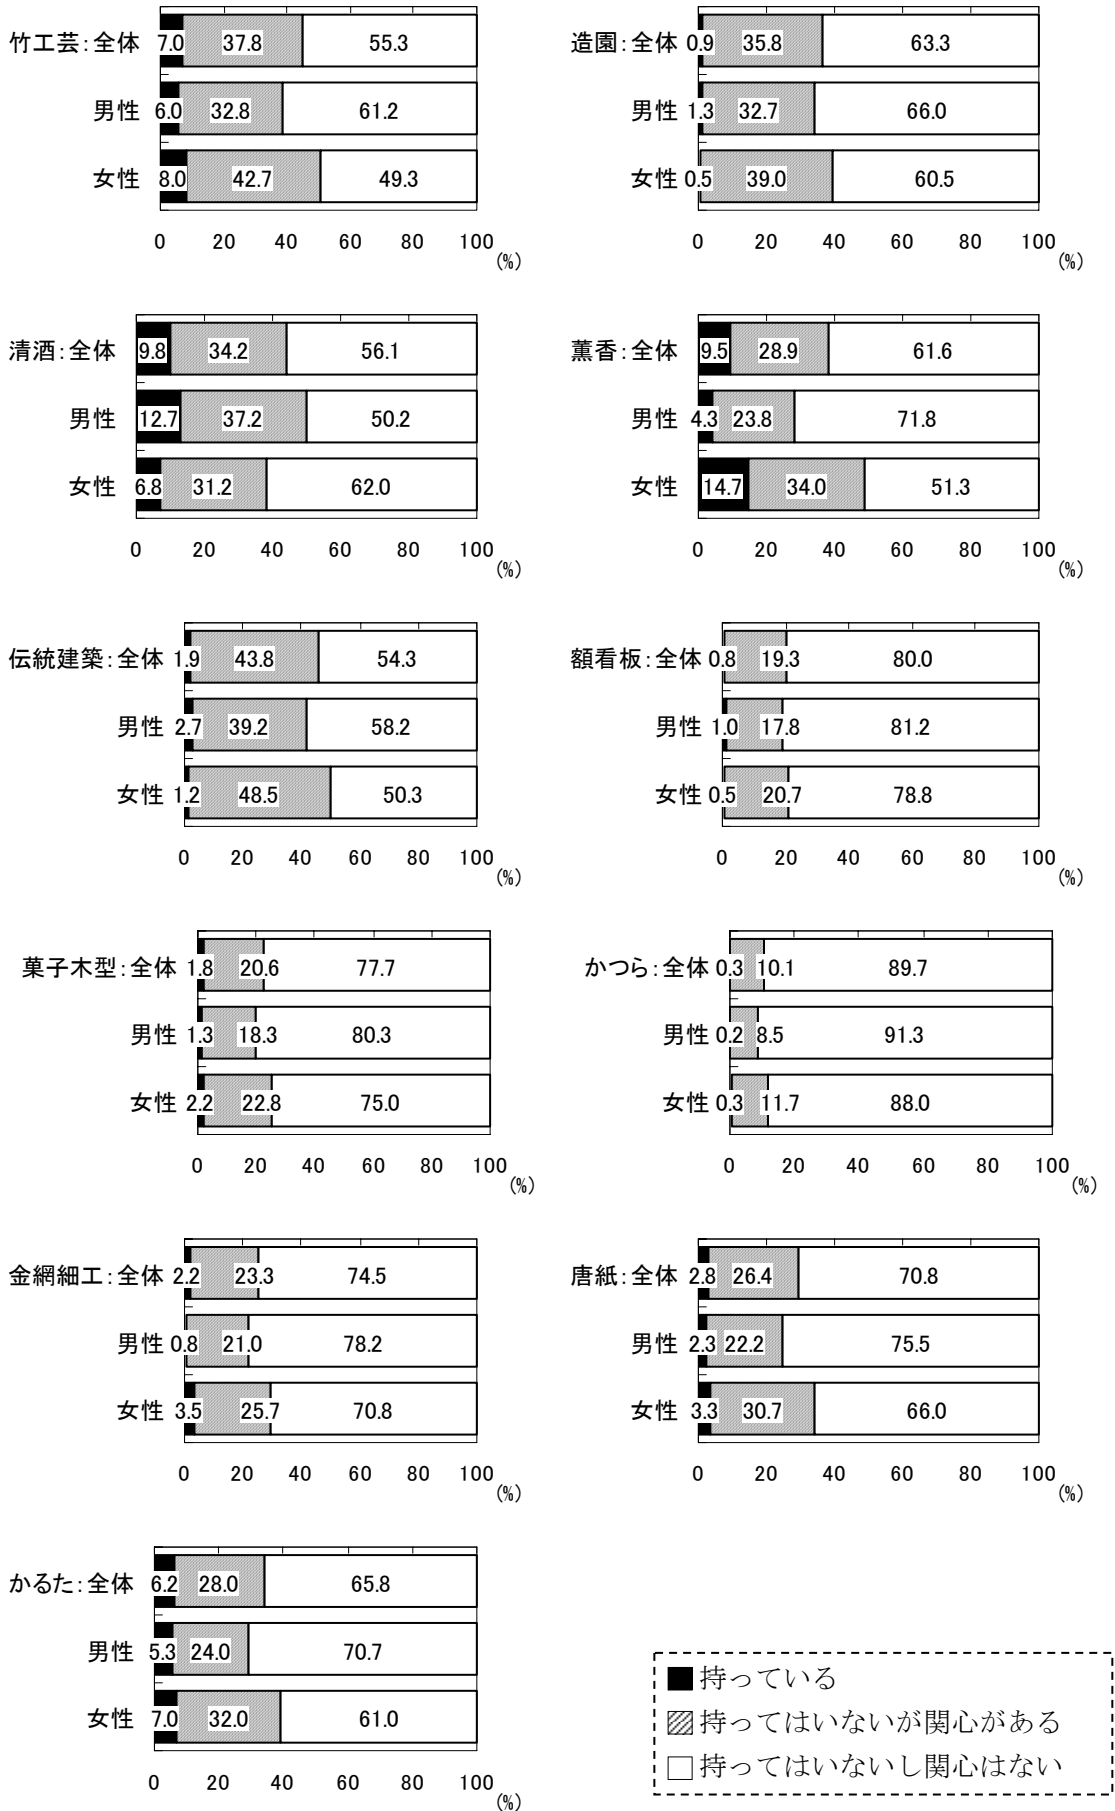 竹工芸:全体 7.0 37.8 55.3
男性 6.0 32.8 61.2
女性 8.0 42.7 49.3
0 20 40 60 80 100
(%)
造園:全体 0.9 35.8 63.3
男性 1.3 32.7 66.0
女性 0.5 39.0 60.5
0 20 40 60 80 100
(%)
清酒:全体 9.8 34.2 56.1
男性 12.7 37.2 50.2
女性 6.8 31.2 62.0
0 20 40 60 80 100
(%)
薫香:全体 9.5 28.9 61.6
男性 4.3 23.8 71.8
女性 14.7 34.0 51.3
0 20 40 60 80 100
(%)
伝統建築:全体 1.9 43.8 54.3
男性 2.7 39.2 58.2
女性 1.2 48.5 50.3
0 20 40 60 80 100
(%)
額看板:全体 0.8 19.3 80.0
男性 1.0 17.8 81.2
女性 0.5 20.7 78.8
0 20 40 60 80 100
(%)
菓子木型:全体 1.8 20.6 77.7
男性 1.3 18.3 80.3
女性 2.2 22.8 75.0
0 20 40 60 80 100
(%)
かつら:全体 0.3 10.1 89.7
男性 0.2 8.5 91.3
女性 0.3 11.7 88.0
0 20 40 60 80 100
(%)
金網細工:全体 2.2 23.3 74.5
男性 0.8 21.0 78.2
女性 3.5 25.7 70.8
0 20 40 60 80 100
(%)
唐紙:全体 2.8 26.4 70.8
男性 2.3 22.2 75.5
女性 3.3 30.7 66.0
0 20 40 60 80 100
(%)
かるた:全体 6.2 28.0 65.8
男性 5.3 24.0 70.7
女性 7.0 32.0 61.0
0 20 40 60 80 100
(%)
持っている
持ってはいないが関心がある
持ってはいないし関心はない